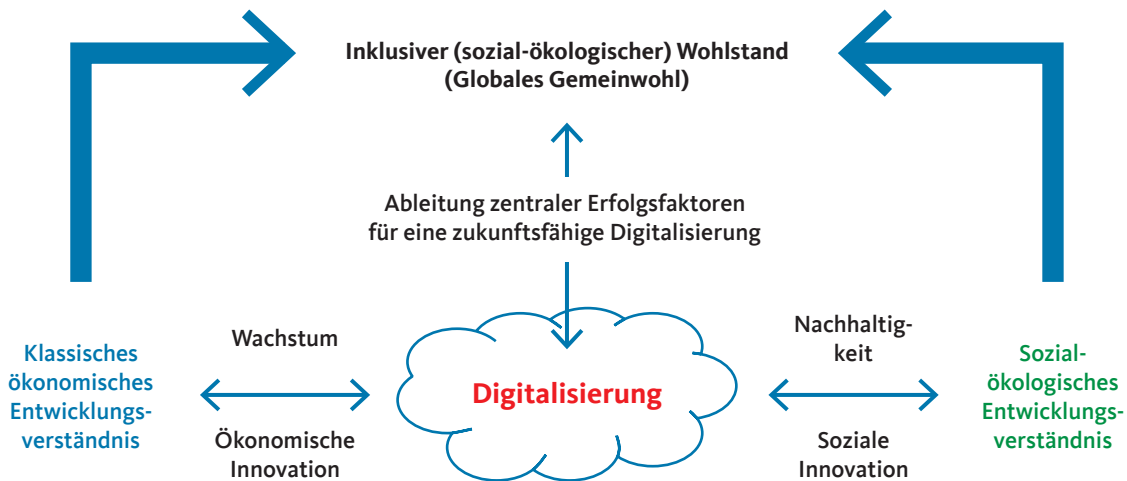 Inklusiver (sozial-ökologischer) Wohlstand
(Globales Gemeinwohl)
Ableitung zentraler Erfolgsfaktoren
für eine zukunftsfähige Digitalisierung
Klassisches
ökonomisches
Entwicklungs-
verständnis
Wachstum
Ökonomische
Innovation
Digitalisierung
Nachhaltig-
keit
Soziale
Innovation
Sozial-
ökologisches
Entwicklungs-
verständnis